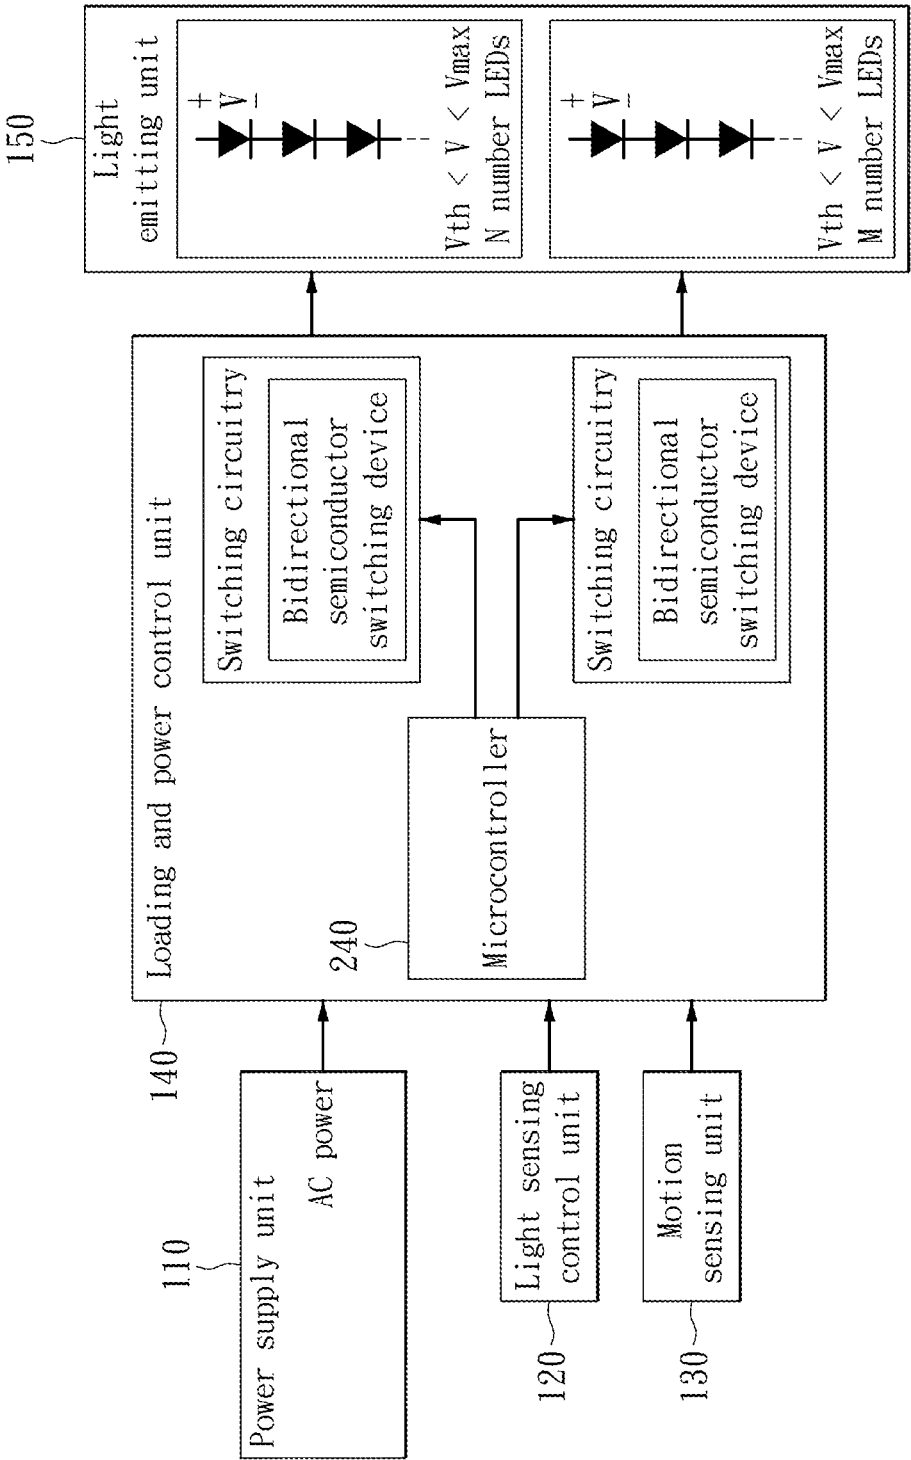 110
Power supply unit
AC power
120
Light sensing
control unit
130
Motion
sensing unit
140
Loading and power control unit
240
Microcontroller
Switching circuitry
Bidirectional
semiconductor
switching device
Switching circuitry
Bidirectional
semiconductor
switching device
150
Light
emitting unit
+
V
−
Vth < V < Vmax
N number LEDs
+
V
−
Vth < V < Vmax
M number LEDs